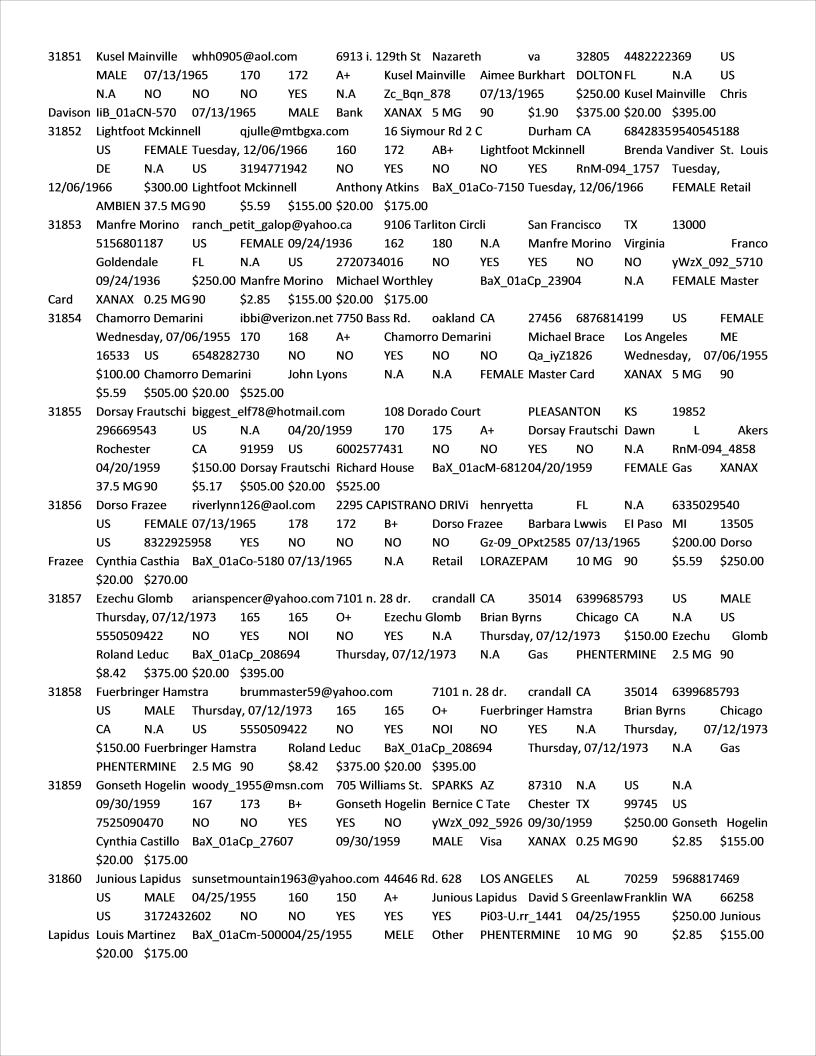 31851 Kusel Mainville whh0905@aol.com 6913 i. 129th St Nazareth va 32805 4482222369 US
MALE 07/13/1965 170 172 A+ Kusel Mainville Aimee Burkhart DOLTON FL N.A US
N.A NO NO NO YES N.A Zc_Bqn_878 07/13/1965 $250.00 Kusel Mainville Chris
Davison IiB_01aCN-570 07/13/1965 MALE Bank XANAX 5 MG 90 $1.90 $375.00 $20.00 $395.00
31852 Lightfoot Mckinnell qjulle@mtbgxa.com 16 Siymour Rd 2 C Durham CA 68428359540545188
US FEMALE Tuesday, 12/06/1966 160 172 AB+ Lightfoot Mckinnell Brenda Vandiver St. Louis
DE N.A US 3194771942 NO YES NO NO YES RnM-094_1757 Tuesday,
12/06/1966 $300.00 Lightfoot Mckinnell Anthony Atkins BaX_01aCo-7150 Tuesday, 12/06/1966 FEMALE Retail
AMBIEN 37.5 MG 90 $5.59 $155.00 $20.00 $175.00
31853 Manfre Morino ranch_petit_galop@yahoo.ca 9106 Tarliton Circli San Francisco TX 13000
5156801187 US FEMALE 09/24/1936 162 180 N.A Manfre Morino Virginia Franco
Goldendale FL N.A US 2720734016 NO YES YES NO NO yWzX_092_5710
09/24/1936 $250.00 Manfre Morino Michael Worthley BaX_01aCp_23904 N.A FEMALE Master
Card XANAX 0.25 MG 90 $2.85 $155.00 $20.00 $175.00
31854 Chamorro Demarini ibbi@verizon.net 7750 Bass Rd. oakland CA 27456 6876814199 US FEMALE
Wednesday, 07/06/1955 170 168 A+ Chamorro Demarini Michael Brace Los Angeles ME
16533 US 6548282730 NO NO YES NO NO Qa_iyZ1826 Wednesday, 07/06/1955
$100.00 Chamorro Demarini John Lyons N.A N.A FEMALE Master Card XANAX 5 MG 90
$5.59 $505.00 $20.00 $525.00
31855 Dorsay Frautschi biggest_elf78@hotmail.com 108 Dorado Court PLEASANTON KS 19852
296669543 US N.A 04/20/1959 170 175 A+ Dorsay Frautschi Dawn L Akers
Rochester CA 91959 US 6002577431 NO NO YES NO N.A RnM-094_4858
04/20/1959 $150.00 Dorsay Frautschi Richard House BaX_01acM-6812 04/20/1959 FEMALE Gas XANAX
37.5 MG 90 $5.17 $505.00 $20.00 $525.00
31856 Dorso Frazee riverlynn126@aol.com 2295 CAPISTRANO DRIVi henryetta FL N.A 6335029540
US FEMALE 07/13/1965 178 172 B+ Dorso Frazee Barbara Lwwis El Paso MI 13505
US 8322925958 YES NO NO NO NO Gz-09_OPxt2585 07/13/1965 $200.00 Dorso
Frazee Cynthia Casthia BaX_01aCo-5180 07/13/1965 N.A Retail LORAZEPAM 10 MG 90 $5.59 $250.00
$20.00 $270.00
31857 Ezechu Glomb arianspencer@yahoo.com 7101 n. 28 dr. crandall CA 35014 6399685793 US MALE
Thursday, 07/12/1973 165 165 O+ Ezechu Glomb Brian Byrns Chicago CA N.A US
5550509422 NO YES NOI NO YES N.A Thursday, 07/12/1973 $150.00 Ezechu Glomb
Roland Leduc BaX_01aCp_208694 Thursday, 07/12/1973 N.A Gas PHENTERMINE 2.5 MG 90
$8.42 $375.00 $20.00 $395.00
31858 Fuerbringer Hamstra brummaster59@yahoo.com 7101 n. 28 dr. crandall CA 35014 6399685793
US MALE Thursday, 07/12/1973 165 165 O+ Fuerbringer Hamstra Brian Byrns Chicago
CA N.A US 5550509422 NO YES NOI NO YES N.A Thursday, 07/12/1973
$150.00 Fuerbringer Hamstra Roland Leduc BaX_01aCp_208694 Thursday, 07/12/1973 N.A Gas
PHENTERMINE 2.5 MG 90 $8.42 $375.00 $20.00 $395.00
31859 Gonseth Hogelin woody_1955@msn.com 705 Williams St. SPARKS AZ 87310 N.A US N.A
09/30/1959 167 173 B+ Gonseth Hogelin Bernice C Tate Chester TX 99745 US
7525090470 NO NO YES YES NO yWzX_092_5926 09/30/1959 $250.00 Gonseth Hogelin
Cynthia Castillo BaX_01aCp_27607 09/30/1959 MALE Visa XANAX 0.25 MG 90 $2.85 $155.00
$20.00 $175.00
31860 Junious Lapidus sunsetmountain1963@yahoo.com 44646 Rd. 628 LOS ANGELES AL 70259 5968817469
US MALE 04/25/1955 160 150 A+ Junious Lapidus David S Greenlaw Franklin WA 66258
US 3172432602 NO NO YES YES YES Pi03-U.rr_1441 04/25/1955 $250.00 Junious
Lapidus Louis Martinez BaX_01aCm-5000 04/25/1955 MELE Other PHENTERMINE 10 MG 90 $2.85 $155.00
$20.00 $175.00